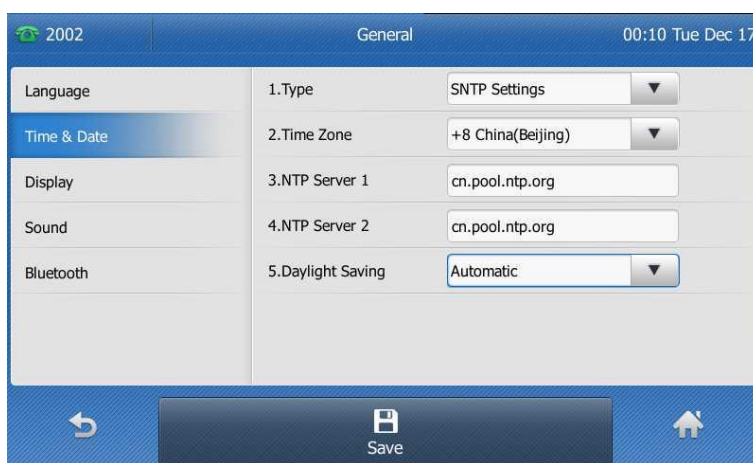 2002 General 00:10 Tue Dec 17
Language
Time & Date
Display
Sound
Bluetooth
1.Type SNTP Settings
2.Time Zone +8 China(Beijing)
3.NTP Server 1 cn.pool.ntp.org
4.NTP Server 2 cn.pool.ntp.org
5.Daylight Saving Automatic
Save